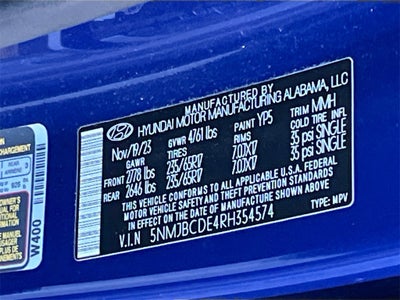 MANUFACTURED BY
HYUNDAI MOTOR MANUFACTURING ALABAMA, LLC
Nov/19/23 GVWR 4761 lbs PAINT YP5 TRIM MMH
GAWR TIRES RIMS COLD TIRE INFL
FRONT 2778 lbs 235/65R17 7.0JX17 35 psi SINGLE
REAR 2646 lbs 235/65R17 7.0JX17 35 psi SINGLE
THIS VEHICLE CONFORMS TO ALL APPLICABLE U.S.A. FEDERAL
MOTOR VEHICLE SAFETY AND THEFT PREVENTION STANDARDS
IN EFFECT ON THE DATE OF MANUFACTURE SHOWN ABOVE.
V.I.N 5NMJBCDE4RH354574 TYPE: MPV
CHARGEMENT
W400